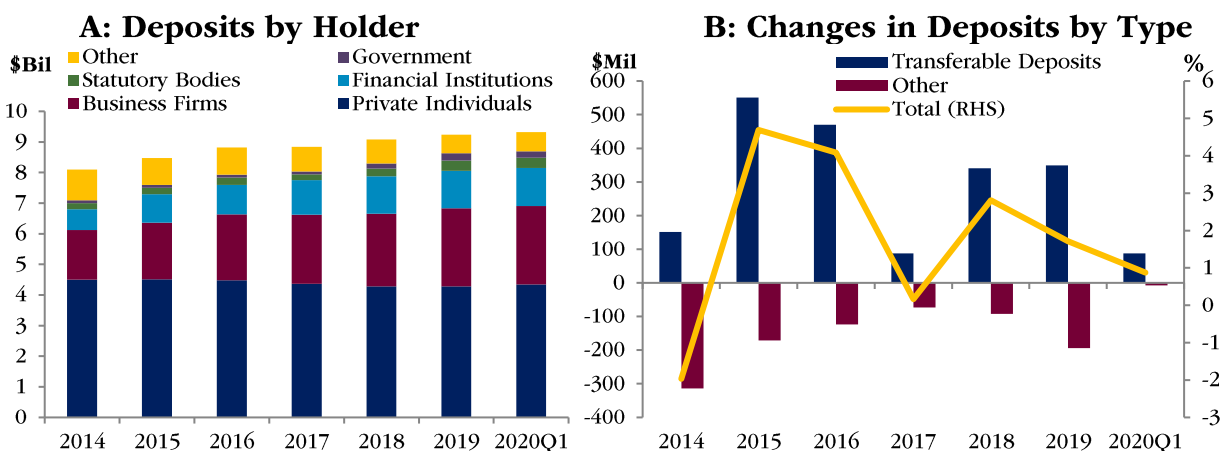 A: Deposits by Holder
$Bil
Other
Government
Statutory Bodies
Financial Institutions
Business Firms
Private Individuals
10
9
8
7
6
5
4
3
2
1
0
2014 2015 2016 2017 2018 2019 2020Q1
B: Changes in Deposits by Type
$Mil
%
Transferable Deposits
Other
Total (RHS)
600
500
400
300
200
100
0
-100
-200
-300
-400
6
5
4
3
2
1
0
-1
-2
-3
2014 2015 2016 2017 2018 2019 2020Q1